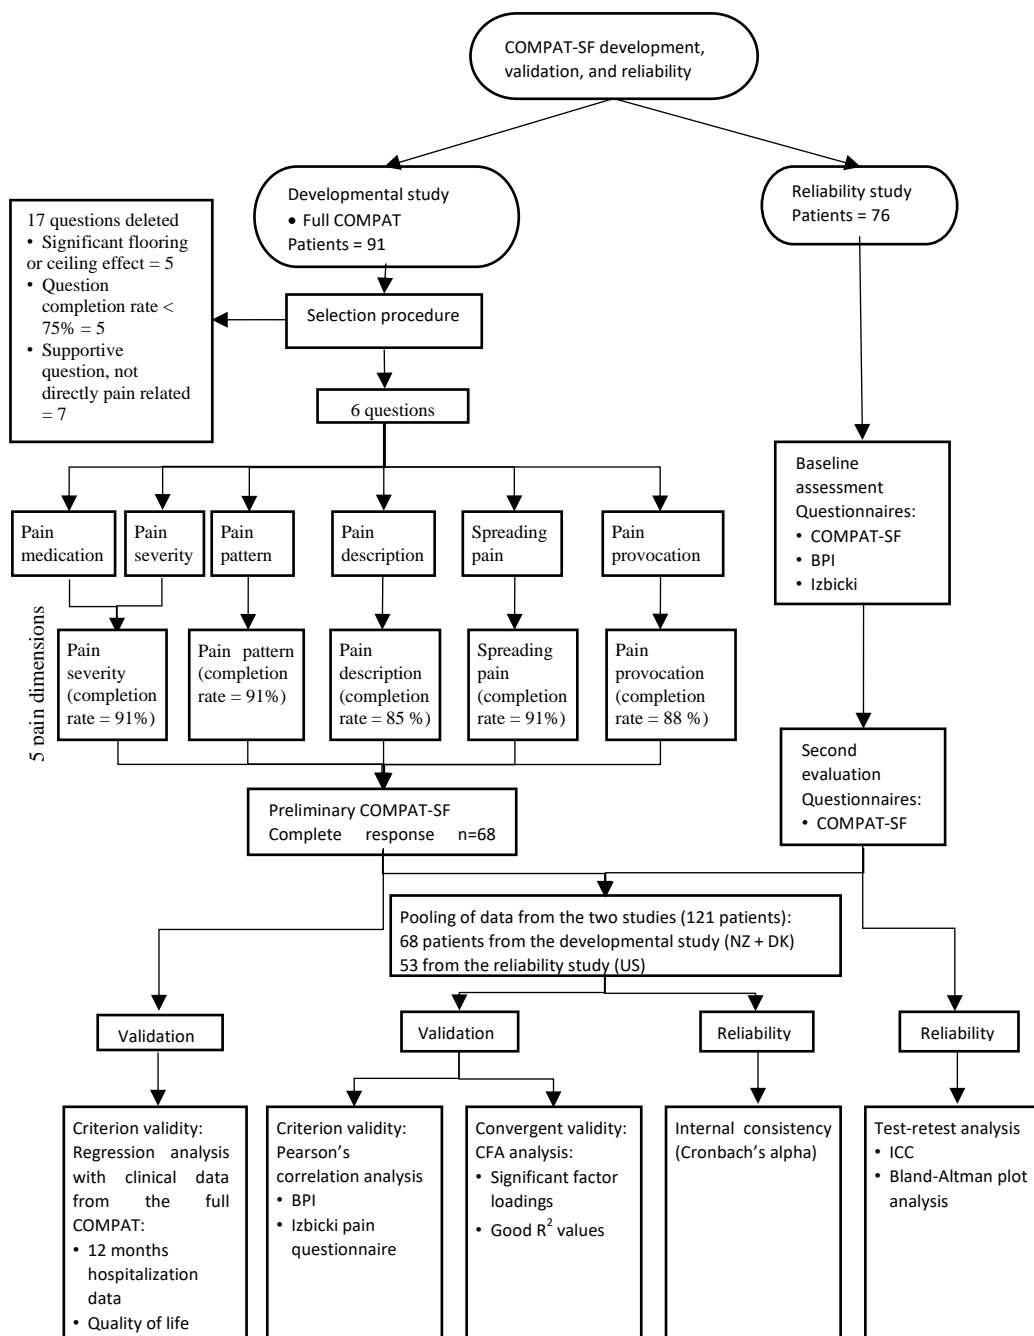 COMPAT-SF development,
validation, and reliability
Developmental study
• Full COMPAT
Patients = 91
Reliability study
Patients = 76
17 questions deleted
• Significant flooring
or ceiling effect = 5
• Question
completion rate <
75% = 5
• Supportive
question, not
directly pain related
= 7
Selection procedure
6 questions
Pain
medication
Pain
severity
Pain
pattern
Pain
description
Spreading
pain
Pain
provocation
Baseline
assessment
Questionnaires:
• COMPAT-SF
• BPI
• Izbicki
5 pain dimensions
Pain
severity
(completion
rate = 91%)
Pain pattern
(completion
rate = 91%)
Pain
description
(completion
rate = 85 %)
Spreading
pain
(completion
rate = 91%)
Pain
provocation
(completion
rate = 88 %)
Second
evaluation
Questionnaires:
• COMPAT-SF
Preliminary COMPAT-SF
Complete response n=68
Pooling of data from the two studies (121 patients):
68 patients from the developmental study (NZ + DK)
53 from the reliability study (US)
Validation
Validation
Reliability
Reliability
Criterion validity:
Regression analysis
with clinical data
from the full
COMPAT:
• 12 months
hospitalization
data
• Quality of life
Criterion validity:
Pearson's
correlation analysis
• BPI
• Izbicki pain
questionnaire
Convergent validity:
CFA analysis:
• Significant factor
loadings
• Good R² values
Internal consistency
(Cronbach's alpha)
Test-retest analysis
• ICC
• Bland-Altman plot
analysis